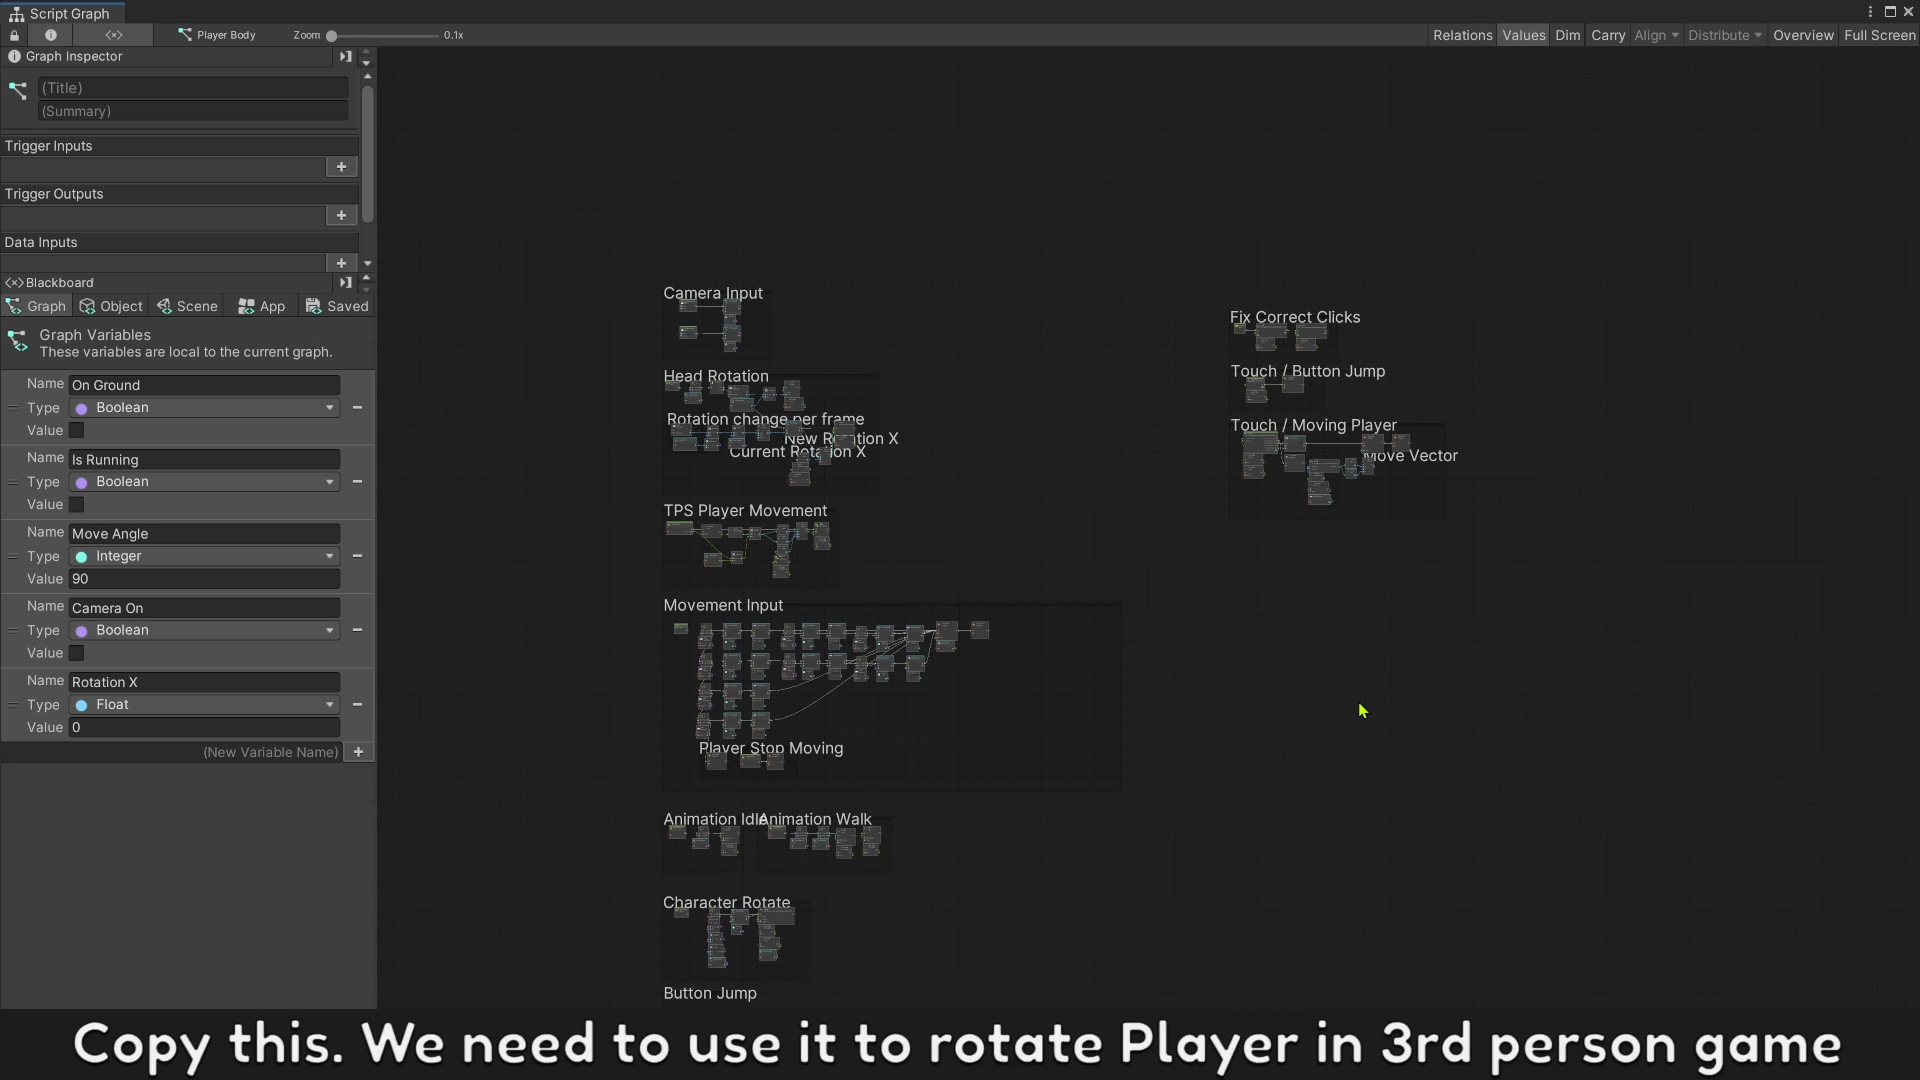 Script Graph
Player Body
Zoom
0.1x
Relations
Values
Dim
Carry
Align
Distribute
Overview
Full Screen
Graph Inspector
(Title)
(Summary)
Trigger Inputs
Trigger Outputs
Data Inputs
Blackboard
Graph
Object
Scene
App
Saved
Graph Variables
These variables are local to the current graph.
Name On Ground
Type Boolean
Value
Name Is Running
Type Boolean
Value
Name Move Angle
Type Integer
Value 90
Name Camera On
Type Boolean
Value
Name Rotation X
Type Float
Value 0
(New Variable Name)
Camera Input
Head Rotation
Rotation change per frame
New Rotation X
Current Rotation X
TPS Player Movement
Movement Input
Player Stop Moving
Animation Idle
Animation Walk
Character Rotate
Button Jump
Fix Correct Clicks
Touch / Button Jump
Touch / Moving Player
Move Vector
Copy this. We need to use it to rotate Player in 3rd person game